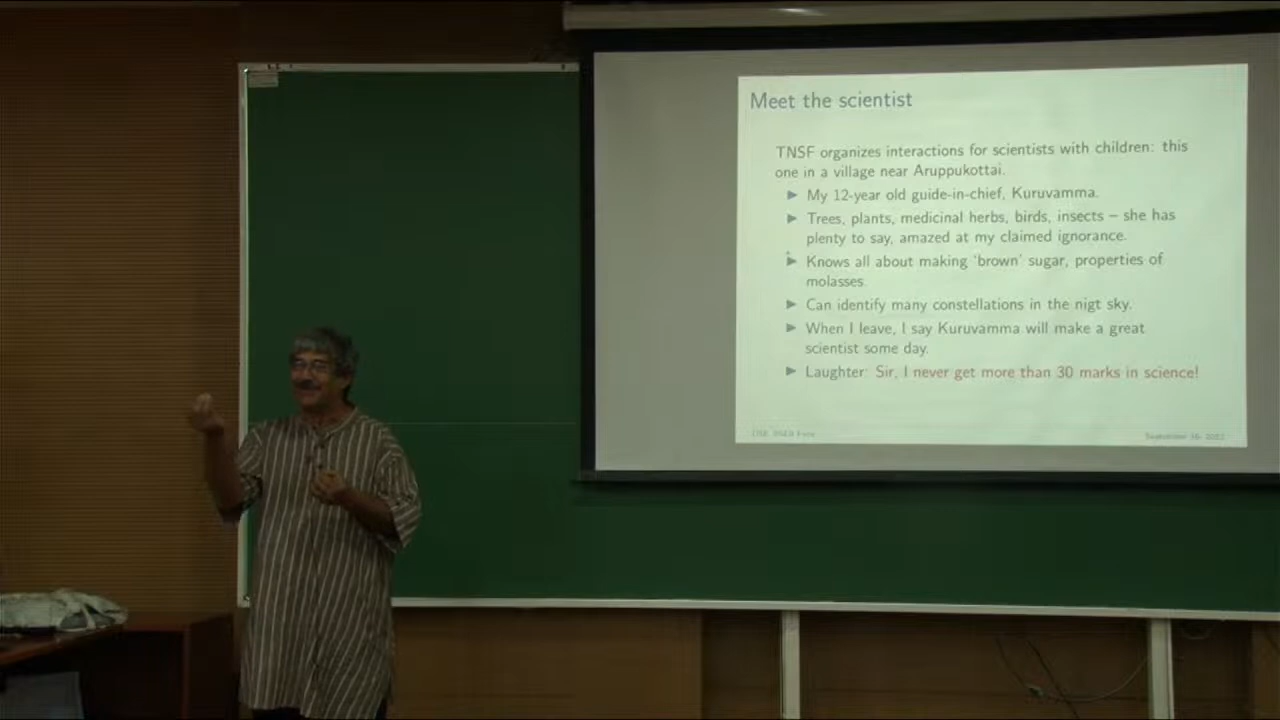 Meet the scientist
TNSF organizes interactions for scientists with children: this
one in a village near Aruppukottai.
▶ My 12-year old guide-in-chief, Kuruvamma.
▶ Trees, plants, medicinal herbs, birds, insects – she has
plenty to say, amazed at my claimed ignorance.
▶ Knows all about making 'brown' sugar, properties of
molasses.
▶ Can identify many constellations in the nigt sky.
▶ When I leave, I say Kuruvamma will make a great
scientist some day.
▶ Laughter: Sir, I never get more than 30 marks in science!
September